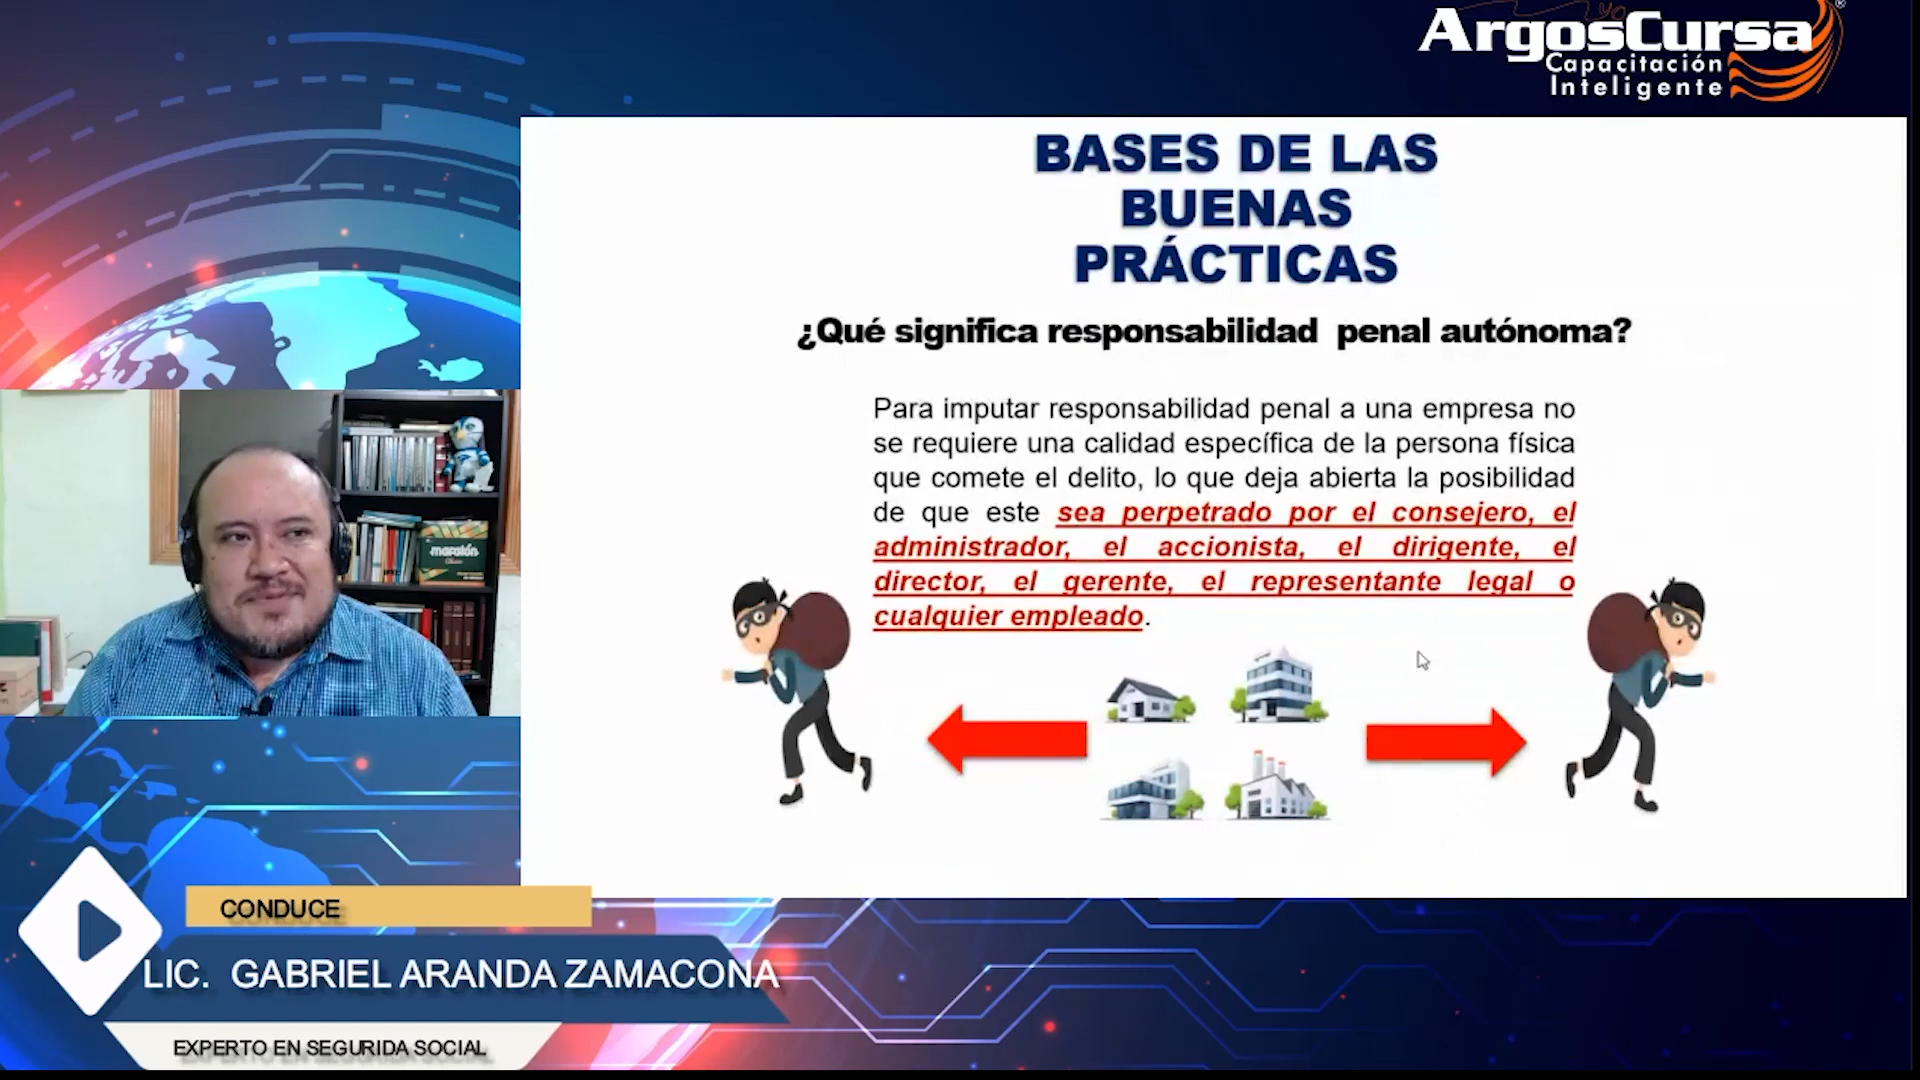 yo
ArgosCursa
®
Capacitación
Inteligente
BASES DE LAS
BUENAS
PRÁCTICAS
¿Qué significa responsabilidad penal autónoma?
Para imputar responsabilidad penal a una empresa no
se requiere una calidad específica de la persona física
que comete el delito, lo que deja abierta la posibilidad
de que este sea perpetrado por el consejero, el
administrador, el accionista, el dirigente, el
director, el gerente, el representante legal o
cualquier empleado.
maratón
CONDUCE
LIC. GABRIEL ARANDA ZAMACONA
EXPERTO EN SEGURIDA SOCIAL